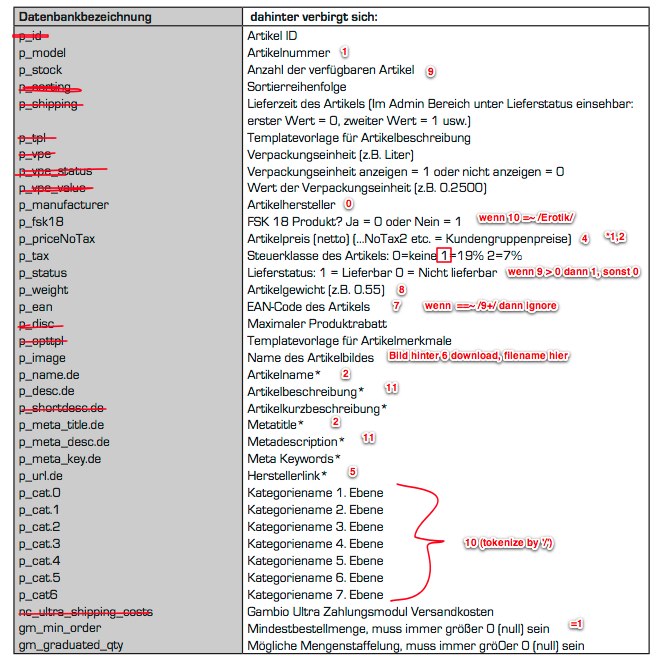 Datenbankbezeichnung dahinter verbirgt sich:
p_id Artikel ID
p_model Artikelnummer 1
p_stock Anzahl der verfügbaren Artikel 9
p_sorting Sortierreihenfolge
p_shipping Lieferzeit des Artikels (Im Admin Bereich unter Lieferstatus einsehbar:
erster Wert = 0, zweiter Wert = 1 usw.)
p_tpl Templatevorlage für Artikelbeschreibung
p_vpe Verpackungseinheit (z.B. Liter)
p_vpe_status Verpackungseinheit anzeigen = 1 oder nicht anzeigen = 0
p_vpe_value Wert der Verpackungseinheit (z.B. 0.2500)
p_manufacturer Artikelhersteller 0
p_fsk18 FSK 18 Produkt? Ja = 0 oder Nein = 1 wenn 10 =~ /Erotik/
p_priceNoTax Artikelpreis (netto) (...NoTax2 etc. = Kundengruppenpreise) 4 *1,2
p_tax Steuerklasse des Artikels: 0=keine 1=19% 2=7%
p_status Lieferstatus: 1 = Lieferbar 0 = Nicht lieferbar wenn 9 > 0 dann 1, sonst 0
p_weight Artikelgewicht (z.B. 0.55) 8
p_ean EAN-Code des Artikels 7 wenn ==~ /9+/ dann ignore
p_disc Maximaler Produktrabatt
p_opttpl Templatevorlage für Artikelmerkmale
p_image Name des Artikelbildes Bild hinter 6 download, filename hier
p_name.de Artikelname* 2
p_desc.de Artikelbeschreibung* 11
p_shortdesc.de Artikelkurzbeschreibung*
p_meta_title.de Metatitle* 2
p_meta_desc.de Metadescription* 11
p_meta_key.de Meta Keywords*
p_url.de Herstellerlink* 5
p_cat.0 Kategoriename 1. Ebene
p_cat.1 Kategoriename 2. Ebene
p_cat.2 Kategoriename 3. Ebene
p_cat.3 Kategoriename 4. Ebene 10 (tokenize by '/')
p_cat.4 Kategoriename 5. Ebene
p_cat.5 Kategoriename 6. Ebene
p_cat6 Kategoriename 7. Ebene
nc_ultra_shipping_costs Gambio Ultra Zahlungsmodul Versandkosten
gm_min_order Mindestbestellmenge, muss immer größer 0 (null) sein =1
gm_graduated_qty Mögliche Mengenstaffelung, muss immer größer 0 (null) sein